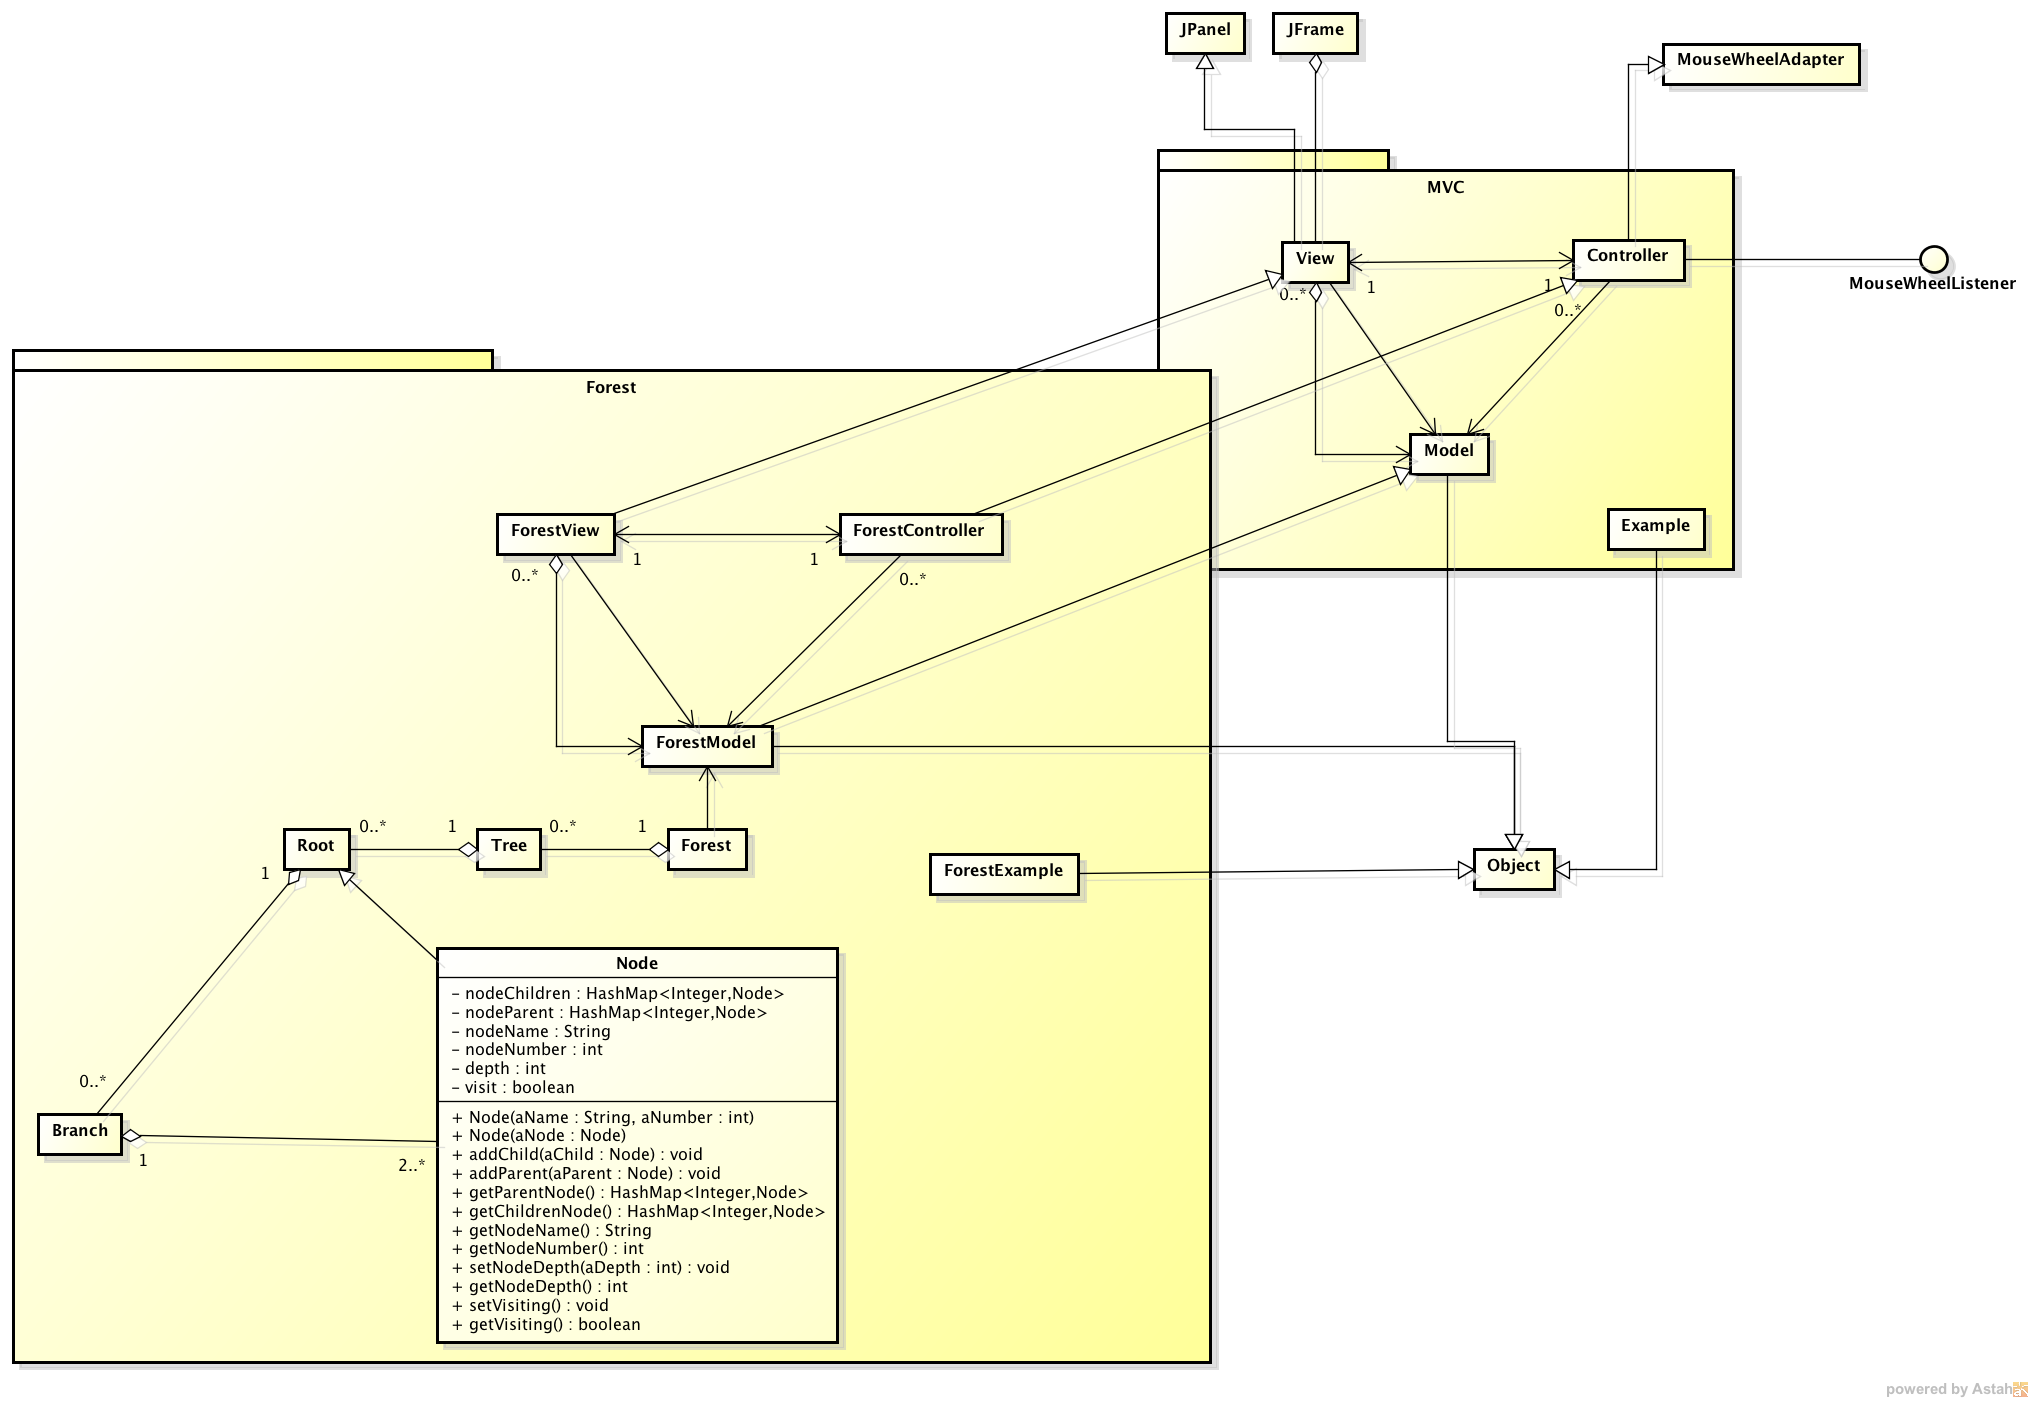 JPanel
JFrame
MouseWheelAdapter
MVC
View
Controller
MouseWheelListener
0..*
1
1
0..*
Forest
Model
ForestView
ForestController
Example
1
1
0..*
0..*
ForestModel
0..*
1
0..*
1
Root
Tree
Forest
Object
1
ForestExample
Node
- nodeChildren : HashMap<Integer,Node>
- nodeParent : HashMap<Integer,Node>
- nodeName : String
- nodeNumber : int
- depth : int
- visit : boolean
0..*
+ Node(aName : String, aNumber : int)
+ Node(aNode : Node)
+ addChild(aChild : Node) : void
+ addParent(aParent : Node) : void
+ getParentNode() : HashMap<Integer,Node>
+ getChildrenNode() : HashMap<Integer,Node>
+ getNodeName() : String
+ getNodeNumber() : int
+ setNodeDepth(aDepth : int) : void
+ getNodeDepth() : int
+ setVisiting() : void
+ getVisiting() : boolean
Branch
1
2..*
powered by Astah